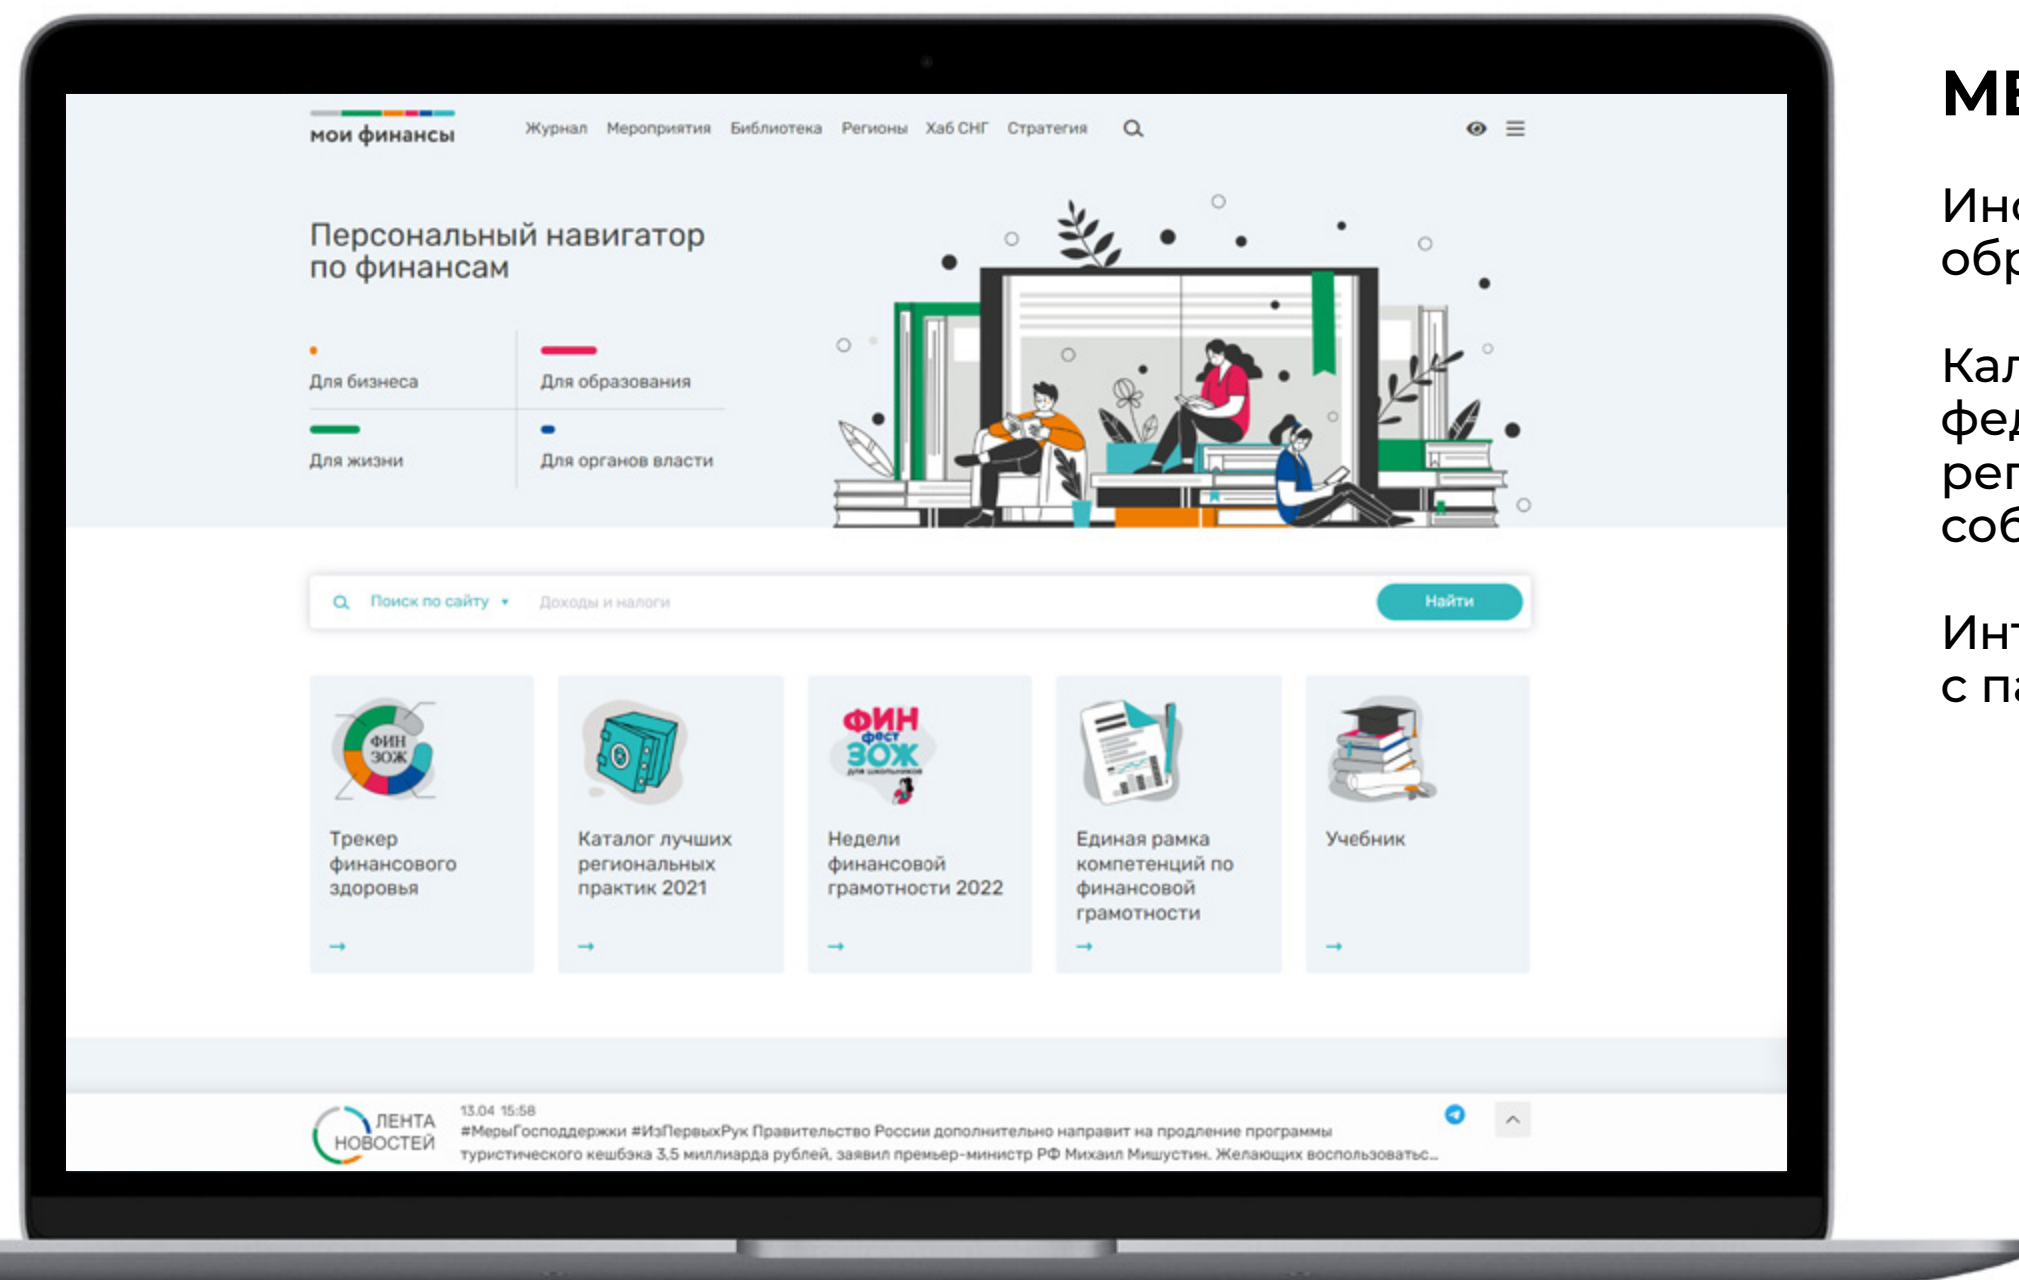 мои финансы
Журнал Мероприятия Библиотека Регионы Хаб СНГ Стратегия
Персональный навигатор
по финансам
Для бизнеса
Для образования
Для жизни
Для органов власти
Поиск по сайту
Доходы и налоги
Найти
ФИН
ЗОЖ
Трекер
финансового
здоровья
Каталог лучших
региональных
практик 2021
ФИН
фест
ЗОЖ
для школьников
Недели
финансовой
грамотности 2022
Единая рамка
компетенций по
финансовой
грамотности
Учебник
ЛЕНТА
НОВОСТЕЙ
13.04 15:58
#МерыГосподдержки #ИзПервыхРук Правительство России дополнительно направит на продление программы
туристического кешбэка 3,5 миллиарда рублей, заявил премьер-министр РФ Михаил Мишустин. Желающих воспользоватьс...
с